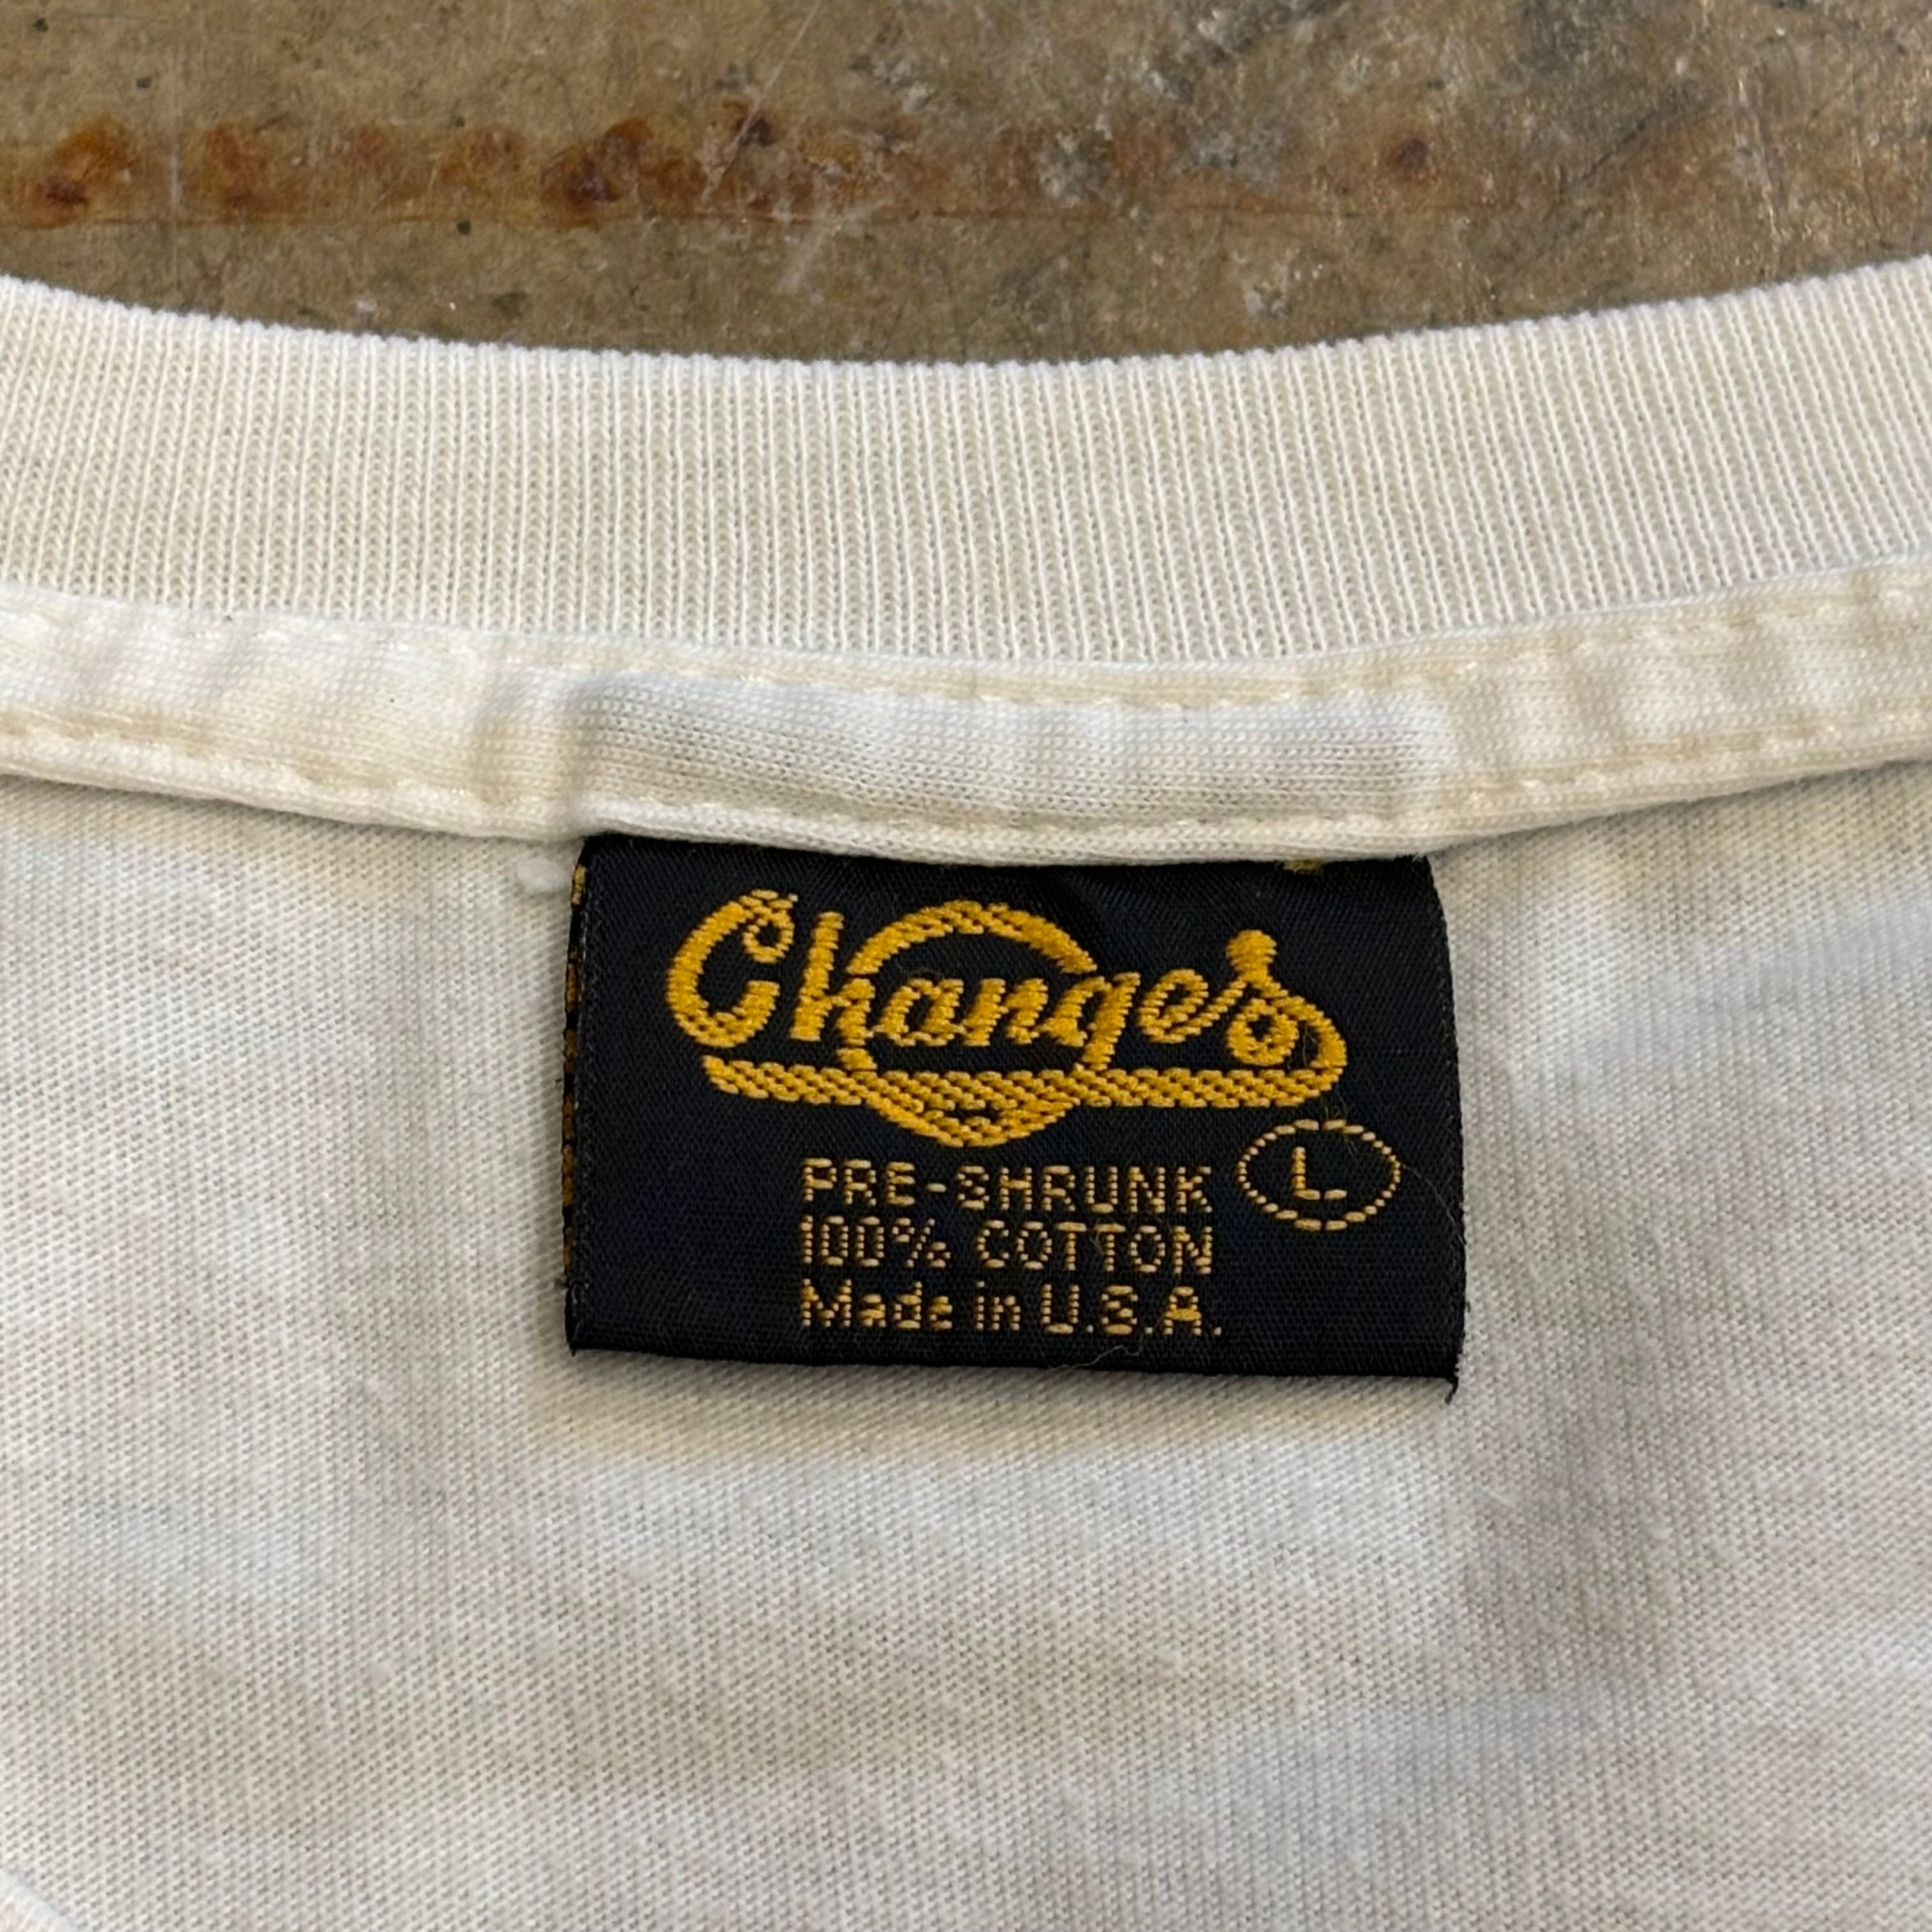 Changes
L
PRE-SHRUNK
100% COTTON
Made in U.S.A.